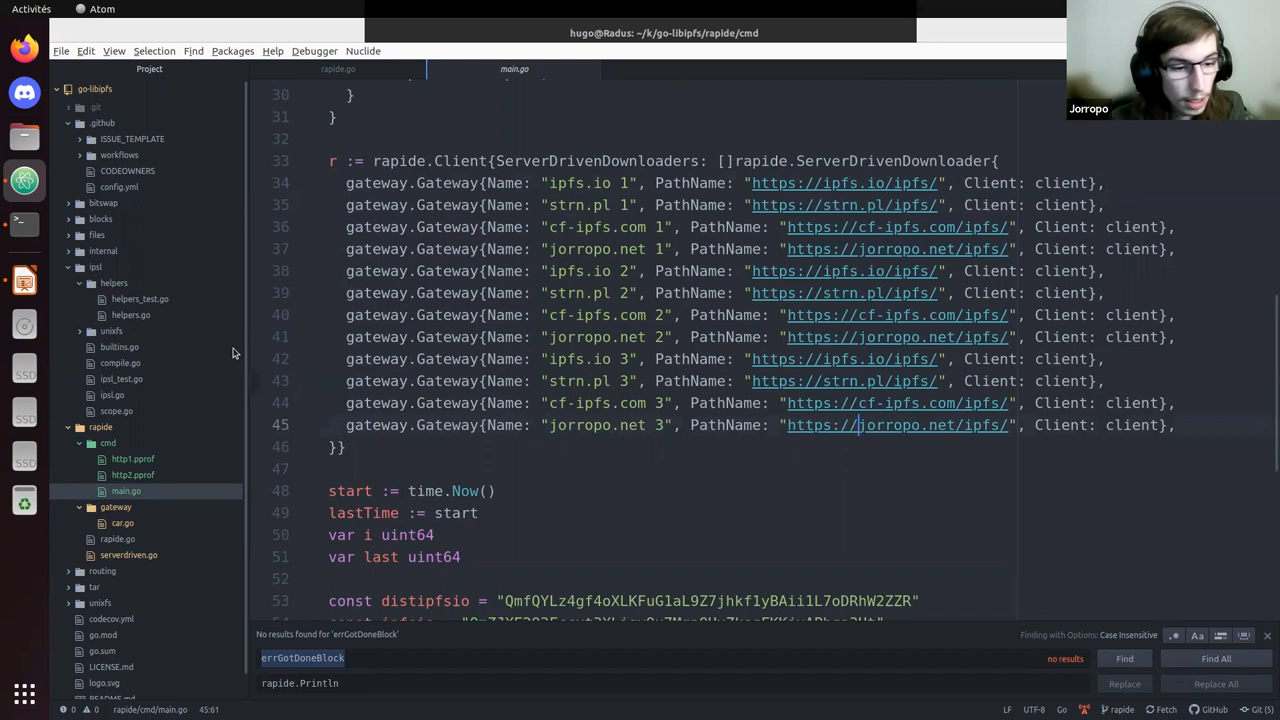 Activités
Atom
hugo@Radus: ~/k/go-libipfs/rapide/cmd
File Edit View Selection Find Packages Help Debugger Nuclide
Jorropo
Project
rapide.go
main.go
go-libipfs
.git
.github
ISSUE_TEMPLATE
workflows
CODEOWNERS
config.yml
bitswap
blocks
files
internal
ipsl
helpers
helpers_test.go
helpers.go
unixfs
builtins.go
compile.go
ipsl_test.go
ipsl.go
scope.go
rapide
cmd
http1.pprof
http2.pprof
main.go
gateway
car.go
rapide.go
serverdriven.go
routing
tar
unixfs
codecov.yml
go.mod
go.sum
LICENSE.md
logo.svg
README.md
30 }
31 }
32
33 r := rapide.Client{ServerDrivenDownloaders: []rapide.ServerDrivenDownloader{
34 gateway.Gateway{Name: "ipfs.io 1", PathName: "https://ipfs.io/ipfs/", Client: client},
35 gateway.Gateway{Name: "strn.pl 1", PathName: "https://strn.pl/ipfs/", Client: client},
36 gateway.Gateway{Name: "cf-ipfs.com 1", PathName: "https://cf-ipfs.com/ipfs/", Client: client},
37 gateway.Gateway{Name: "jorropo.net 1", PathName: "https://jorropo.net/ipfs/", Client: client},
38 gateway.Gateway{Name: "ipfs.io 2", PathName: "https://ipfs.io/ipfs/", Client: client},
39 gateway.Gateway{Name: "strn.pl 2", PathName: "https://strn.pl/ipfs/", Client: client},
40 gateway.Gateway{Name: "cf-ipfs.com 2", PathName: "https://cf-ipfs.com/ipfs/", Client: client},
41 gateway.Gateway{Name: "jorropo.net 2", PathName: "https://jorropo.net/ipfs/", Client: client},
42 gateway.Gateway{Name: "ipfs.io 3", PathName: "https://ipfs.io/ipfs/", Client: client},
43 gateway.Gateway{Name: "strn.pl 3", PathName: "https://strn.pl/ipfs/", Client: client},
44 gateway.Gateway{Name: "cf-ipfs.com 3", PathName: "https://cf-ipfs.com/ipfs/", Client: client},
45 gateway.Gateway{Name: "jorropo.net 3", PathName: "https://jorropo.net/ipfs/", Client: client},
46 }}
47
48 start := time.Now()
49 lastTime := start
50 var i uint64
51 var last uint64
52
53 const distipfsio = "QmfQYLz4gf4oXLKFuG1aL9Z7jhkf1yBAii1L7oDRhW2ZZR"
No results found for 'errGotDoneBlock'
Finding with Options: Case Insensitive
errGotDoneBlock
no results
Find
Find All
rapide.Println
Replace
Replace All
0 0 rapide/cmd/main.go 45:61
LF UTF-8 Go rapide Fetch GitHub Git (5)